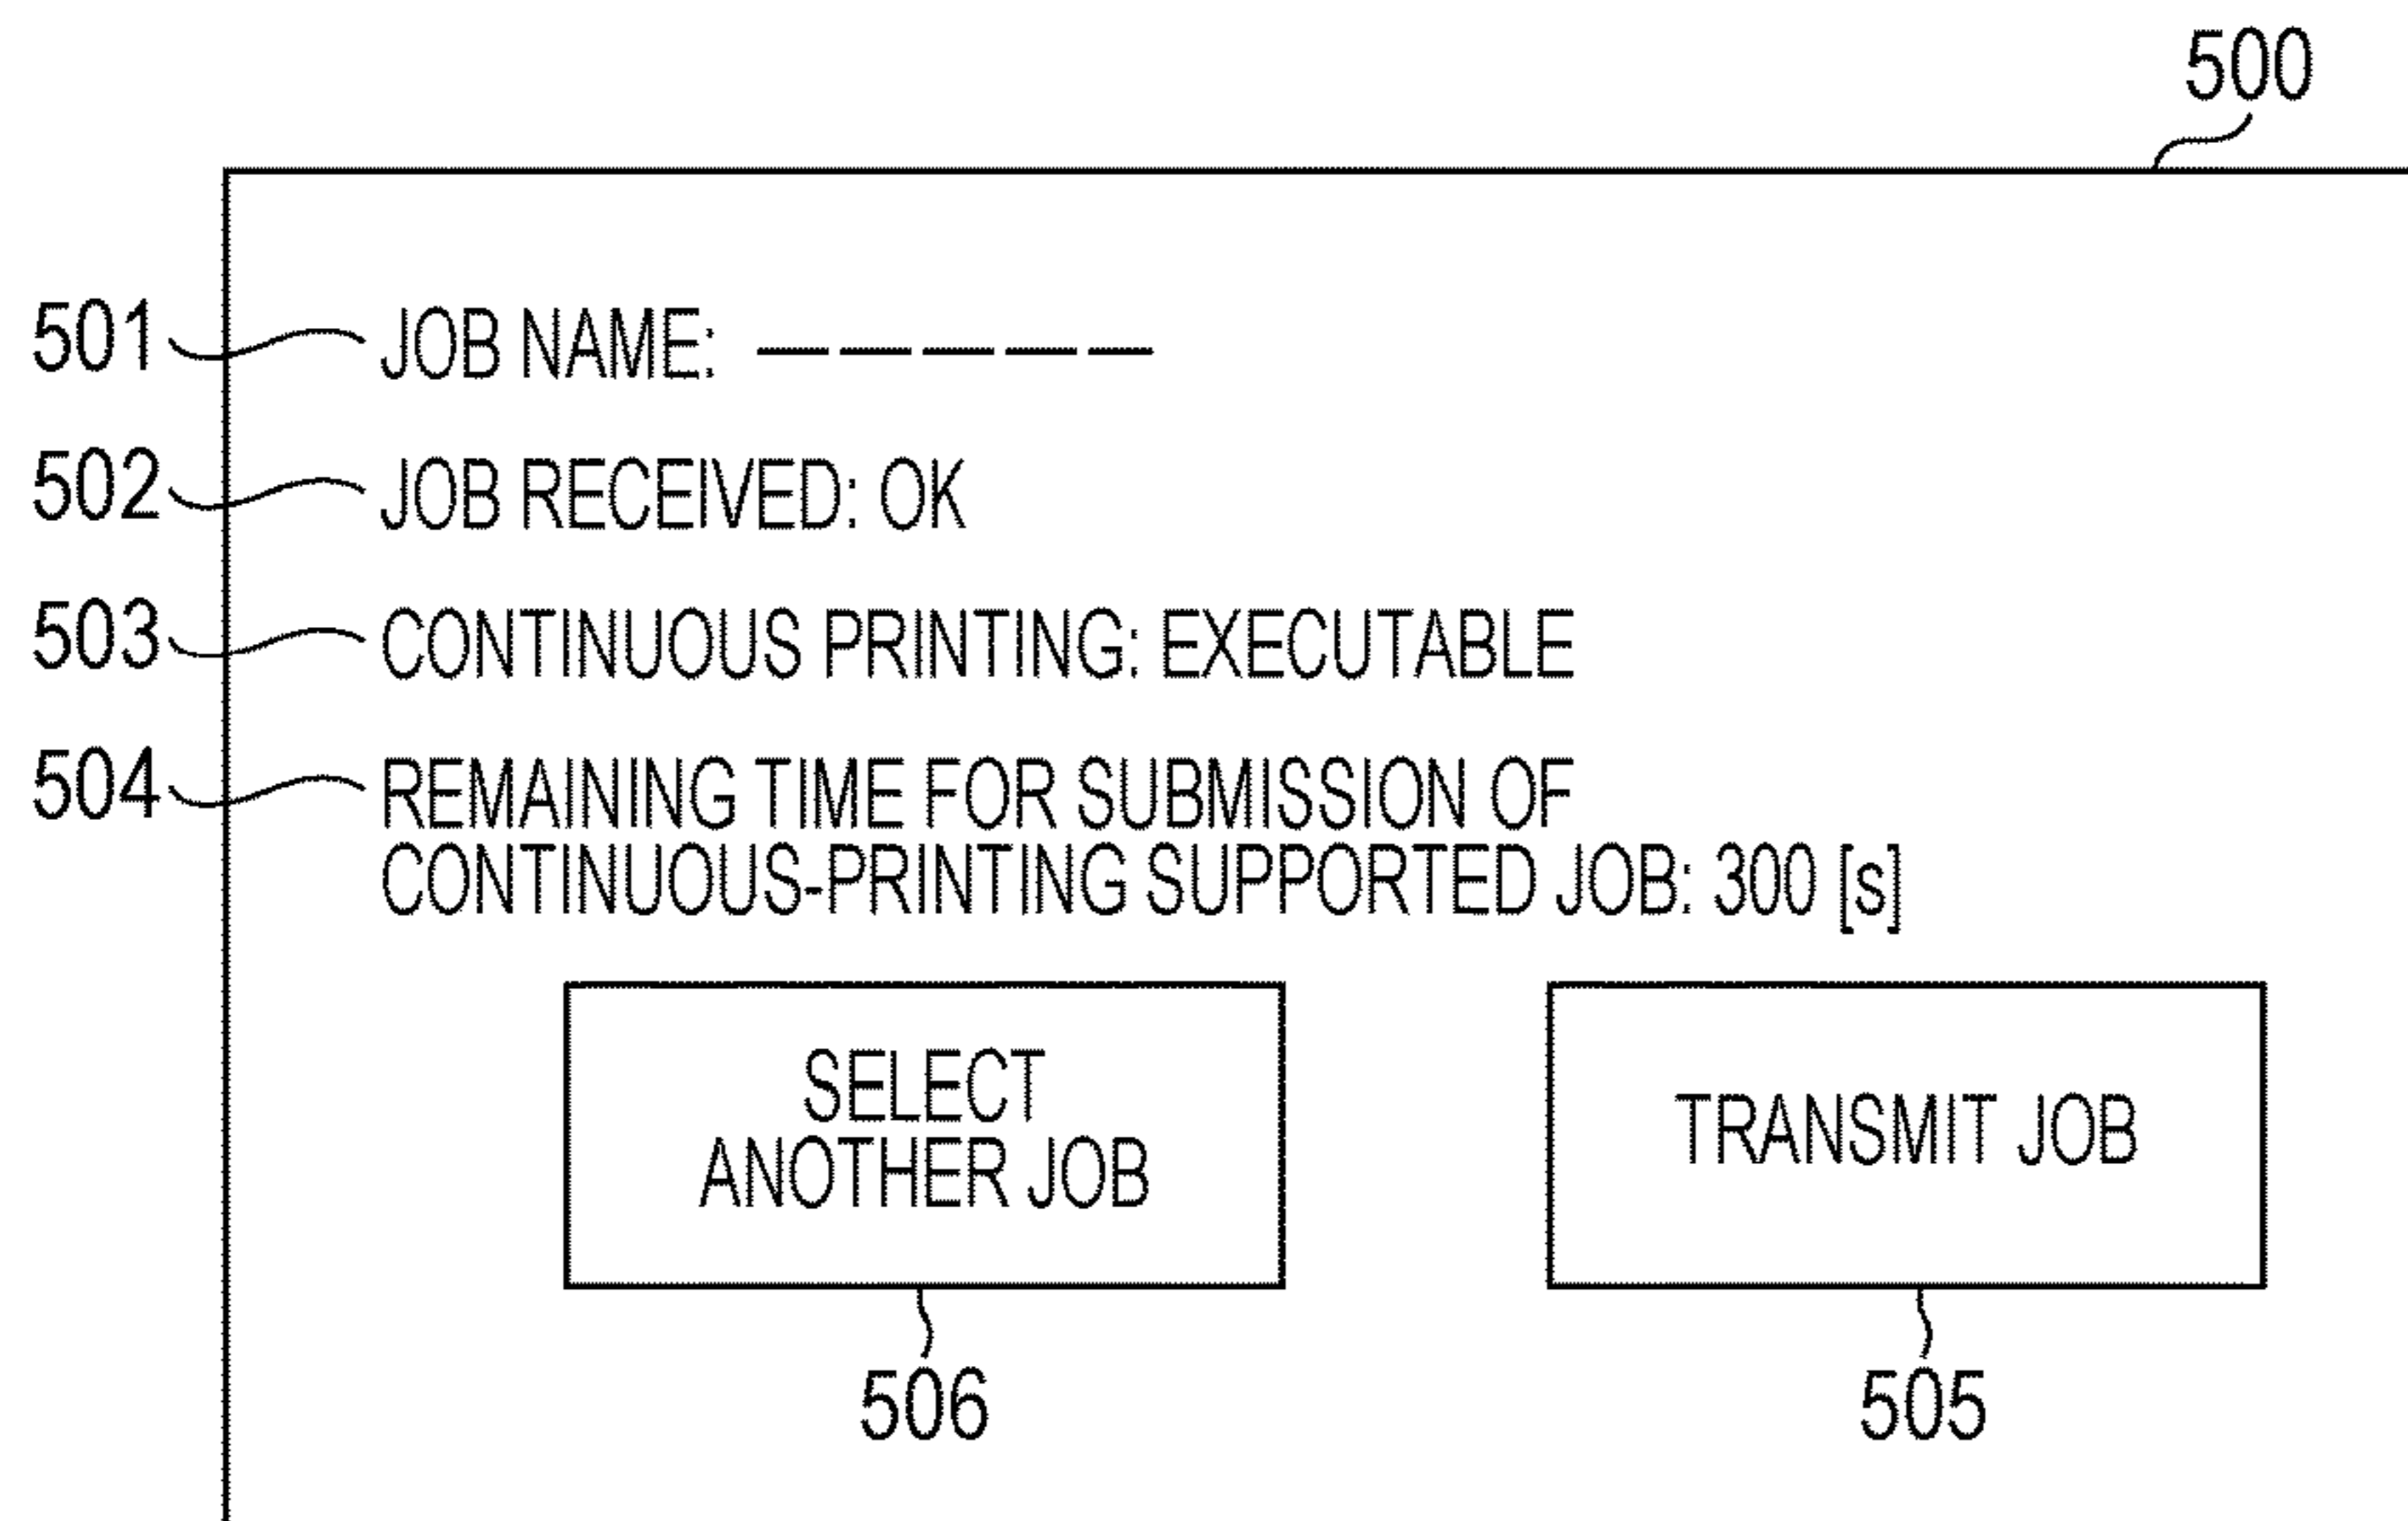 500
501 JOB NAME: — — — — —
502 JOB RECEIVED: OK
503 CONTINUOUS PRINTING: EXECUTABLE
504 REMAINING TIME FOR SUBMISSION OF
CONTINUOUS-PRINTING SUPPORTED JOB: 300 [s]
SELECT
ANOTHER JOB
TRANSMIT JOB
506
505